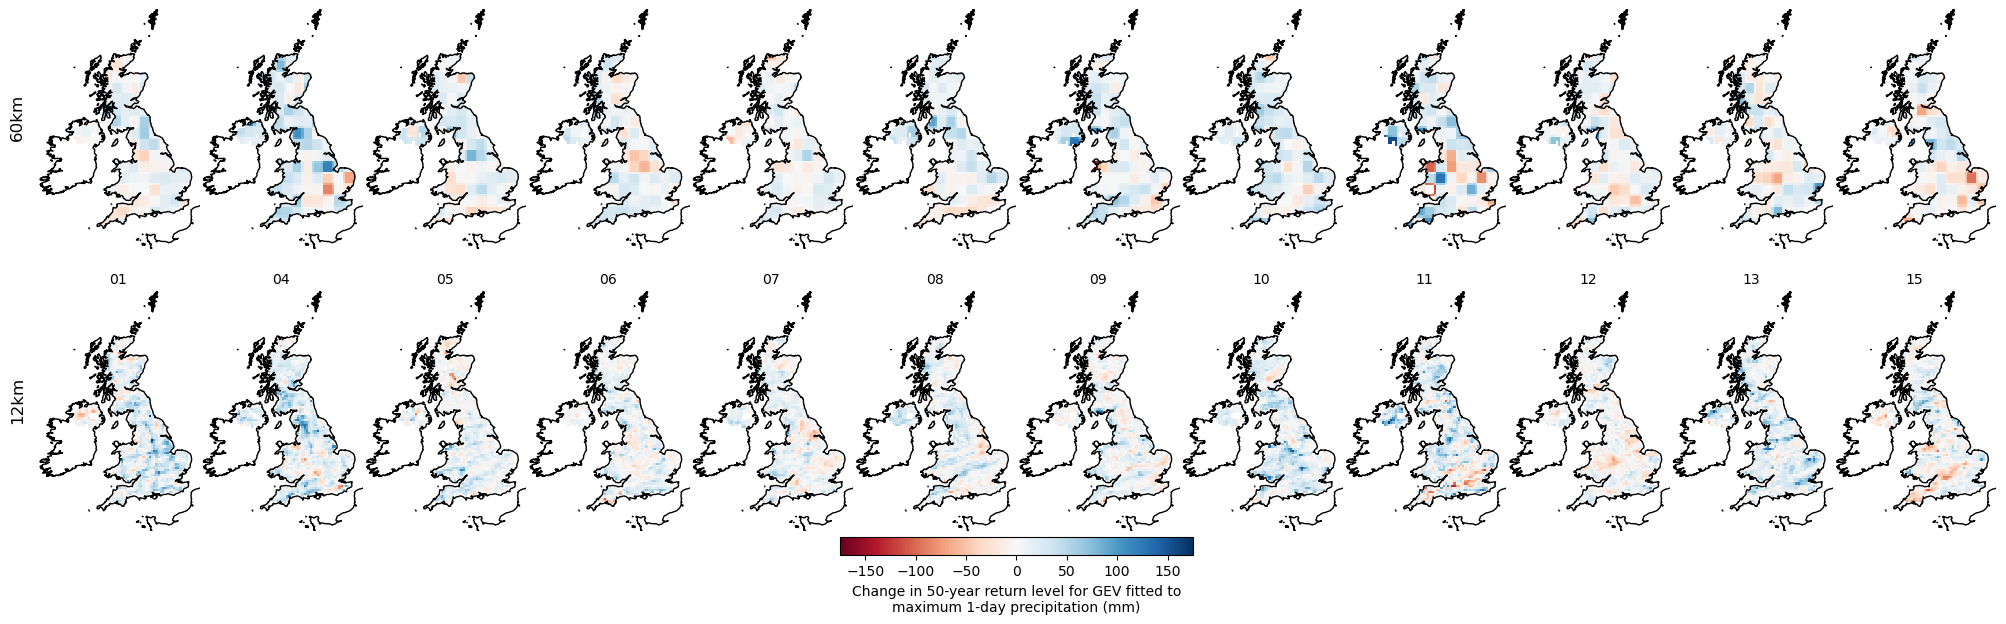 60km
01 04 05 06 07 08 09 10 11 12 13 15
12km
−150 −100 −50 0 50 100 150
Change in 50-year return level for GEV fitted to
maximum 1-day precipitation (mm)